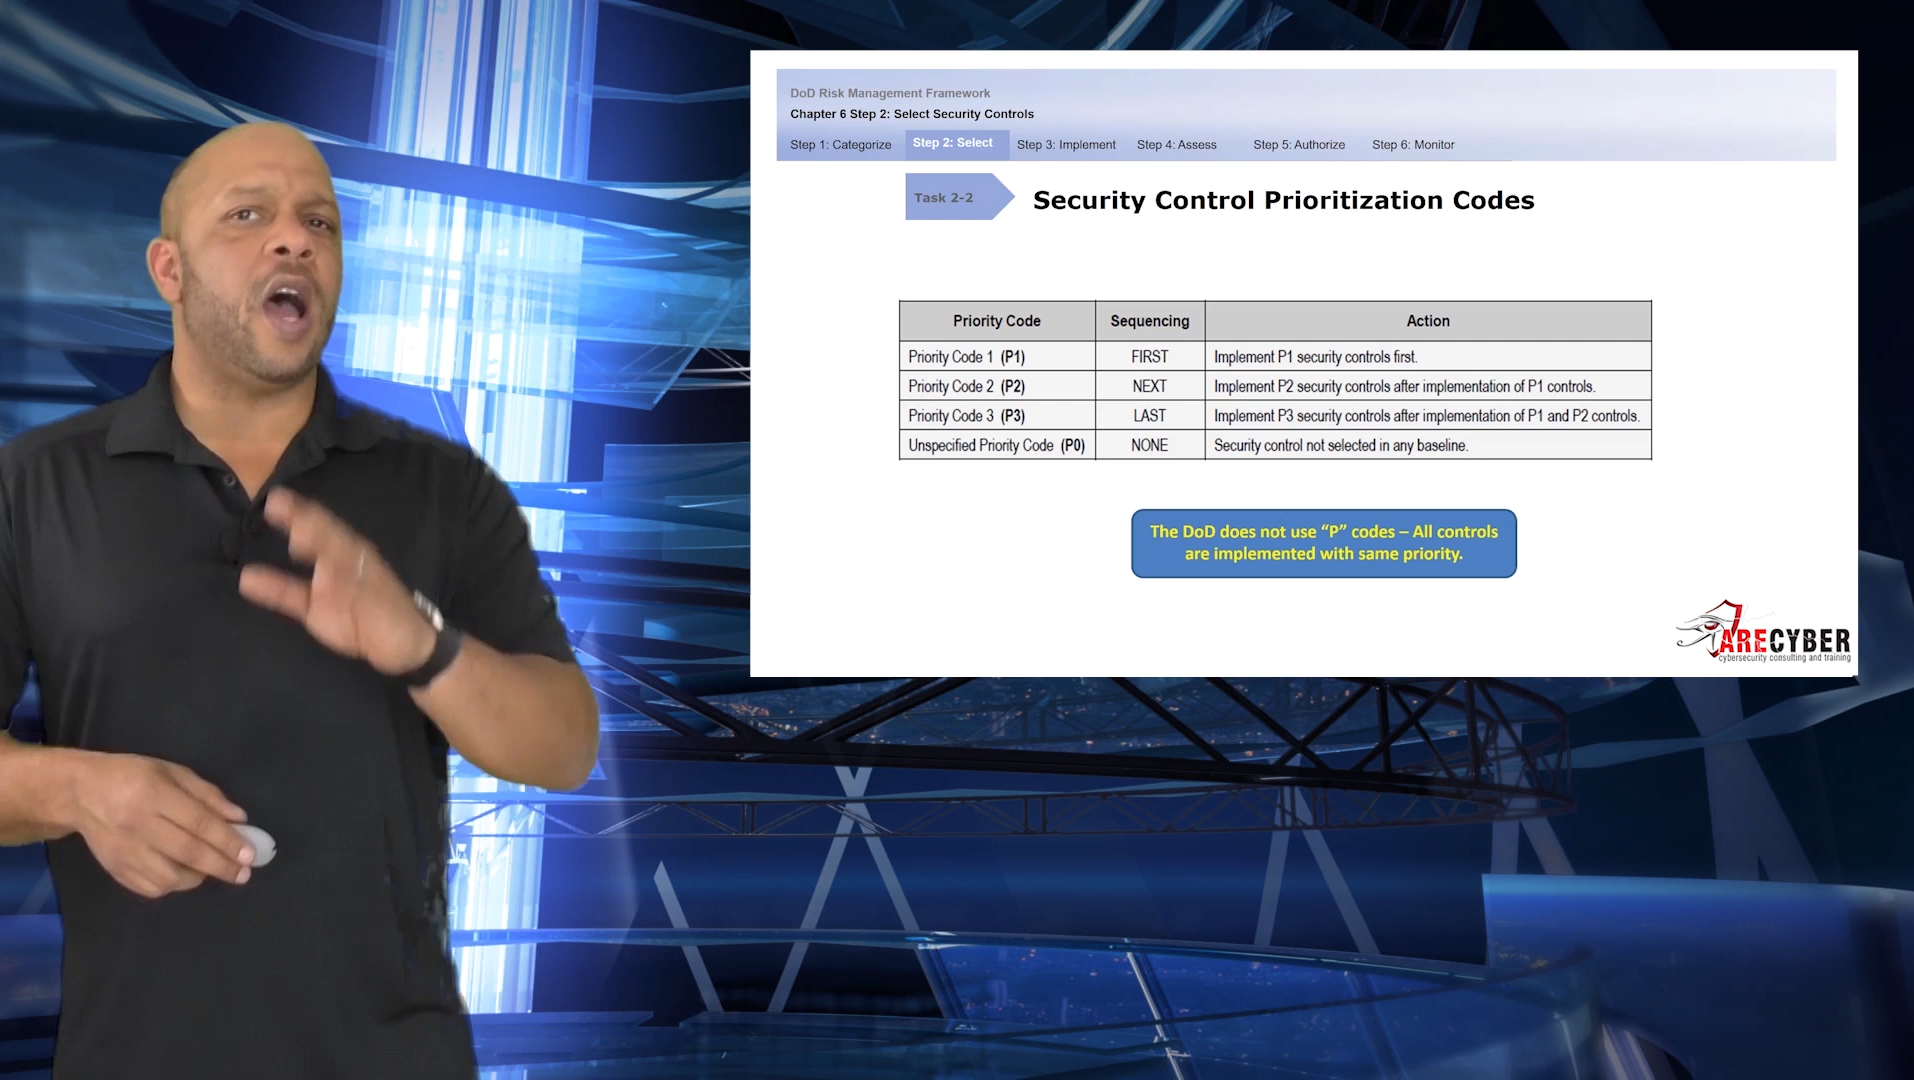 DoD Risk Management Framework
Chapter 6 Step 2: Select Security Controls
Step 1: Categorize Step 2: Select Step 3: Implement Step 4: Assess Step 5: Authorize Step 6: Monitor
Task 2-2
Security Control Prioritization Codes
Priority Code Sequencing Action
Priority Code 1 (P1) FIRST Implement P1 security controls first.
Priority Code 2 (P2) NEXT Implement P2 security controls after implementation of P1 controls.
Priority Code 3 (P3) LAST Implement P3 security controls after implementation of P1 and P2 controls.
Unspecified Priority Code (P0) NONE Security control not selected in any baseline.
The DoD does not use “P” codes – All controls
are implemented with same priority.
ARECYBER
cybersecurity consulting and training